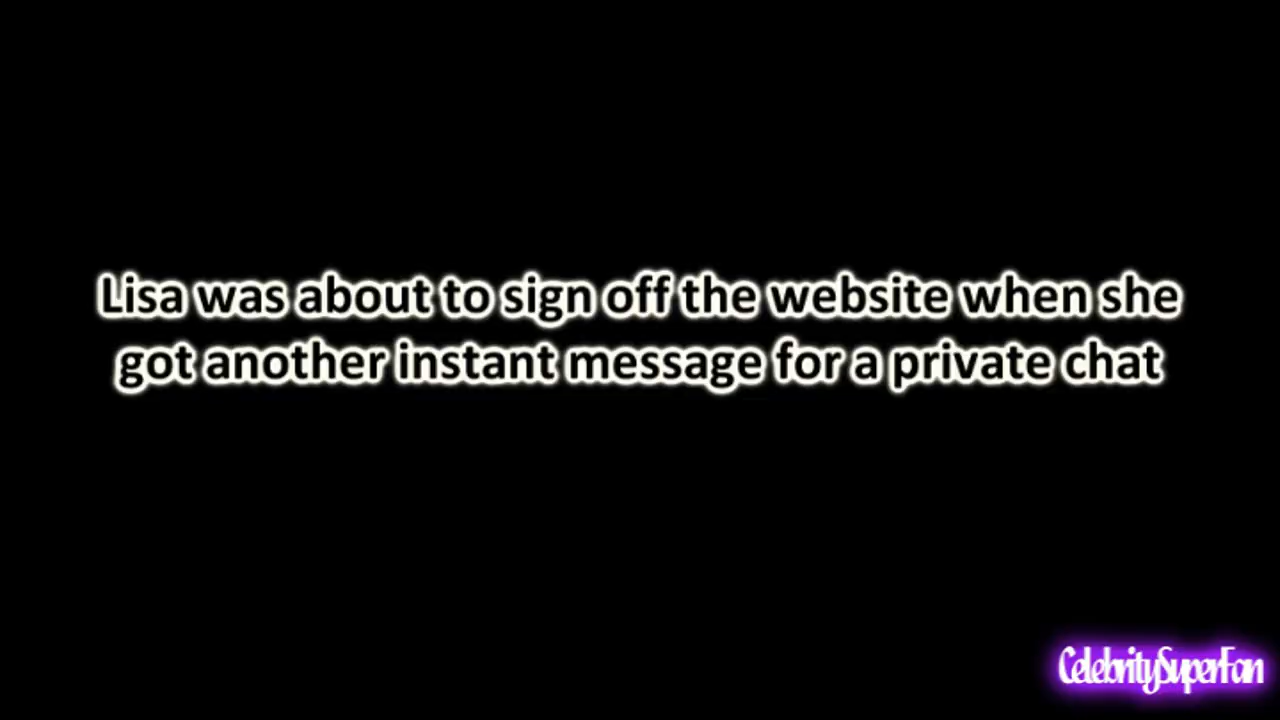 Lisa was about to sign off the website when she
got another instant message for a private chat
CelebritySuperFan